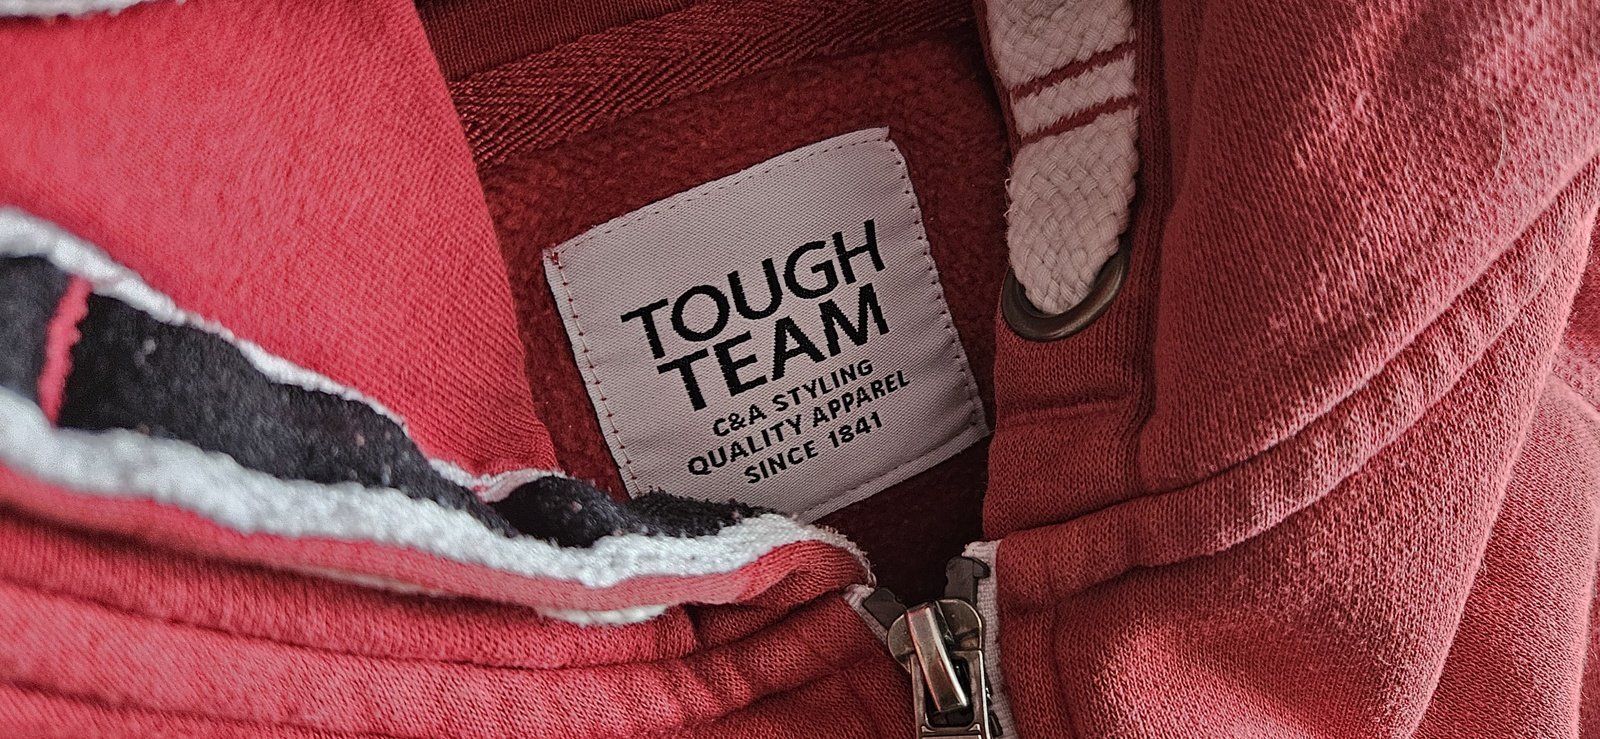 TOUGH
TEAM
C&A STYLING
QUALITY APPAREL
SINCE 1841